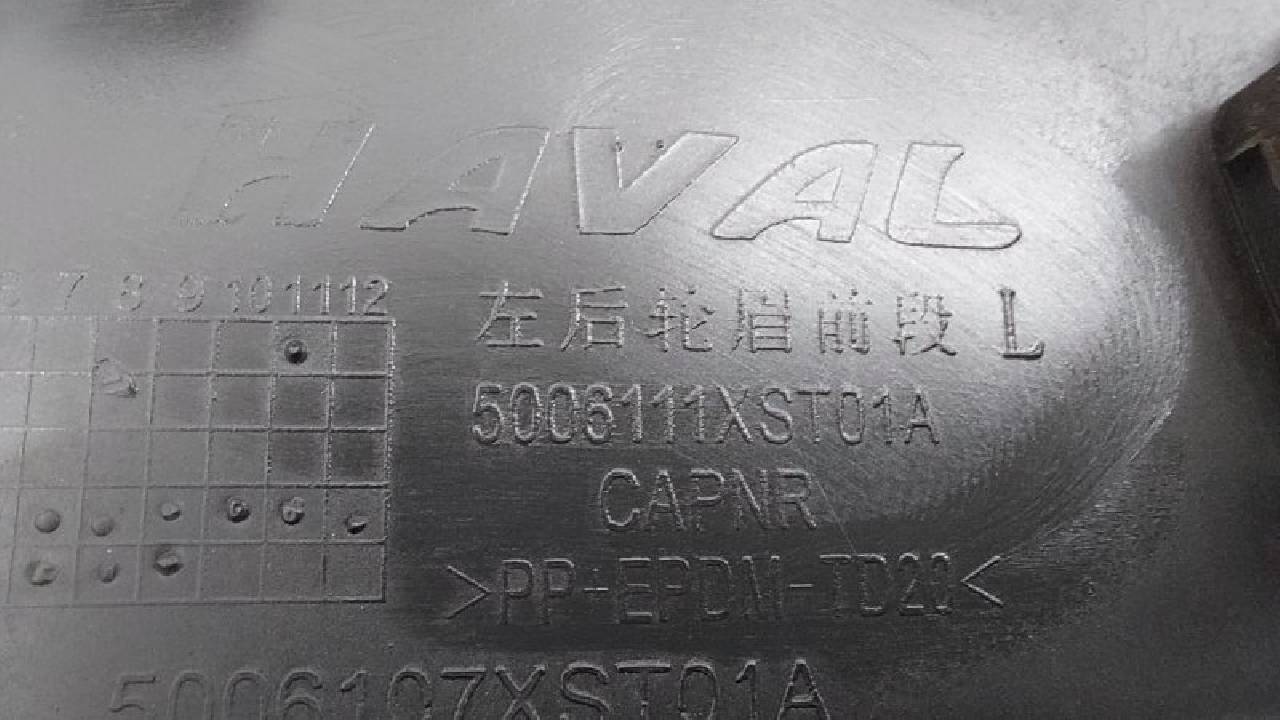 HAVAL
7 8 9 10 11 12
左后轮眉前段 L
5006111XST01A
CAPNR
>PP+EPDM-TD20<
5006107XST01A